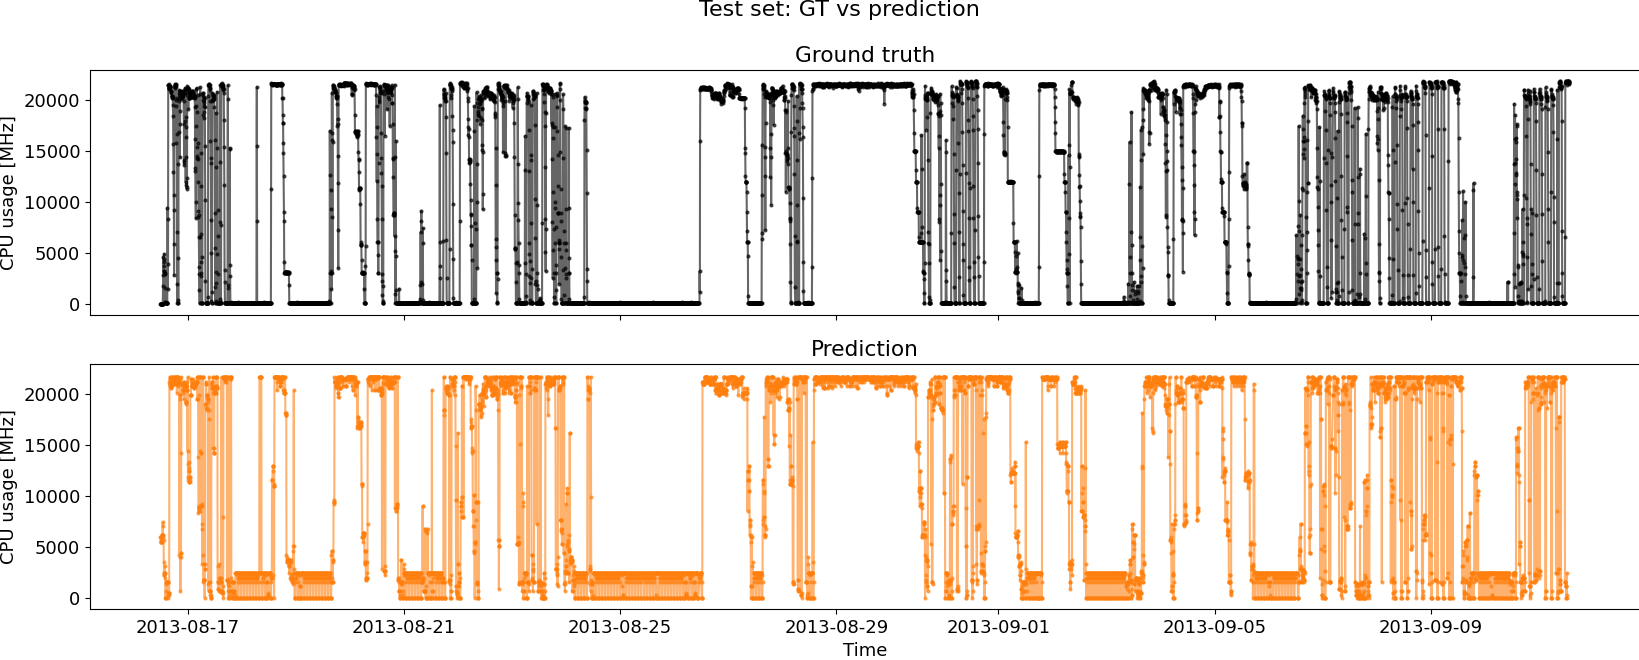 Test set: GT vs prediction
Ground truth
CPU usage [MHz]
20000
15000
10000
5000
0
Prediction
CPU usage [MHz]
20000
15000
10000
5000
0
2013-08-17 2013-08-21 2013-08-25 2013-08-29 2013-09-01 2013-09-05 2013-09-09
Time